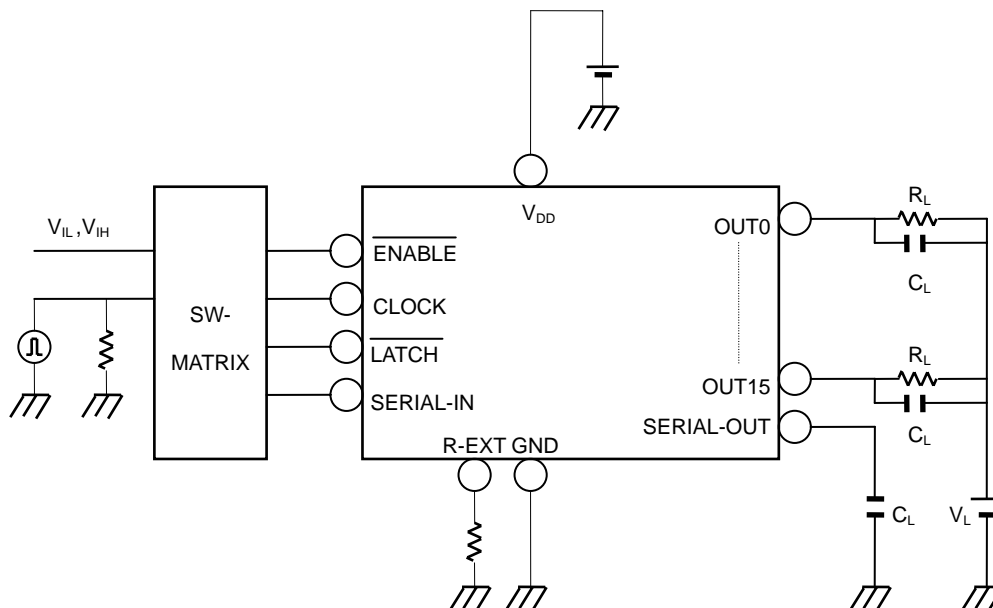 V_DD
V_IL ,V_IH
SW-
MATRIX
ENABLE
CLOCK
LATCH
SERIAL-IN
OUT0
OUT15
SERIAL-OUT
R-EXT GND
R_L
C_L
R_L
C_L
C_L
V_L